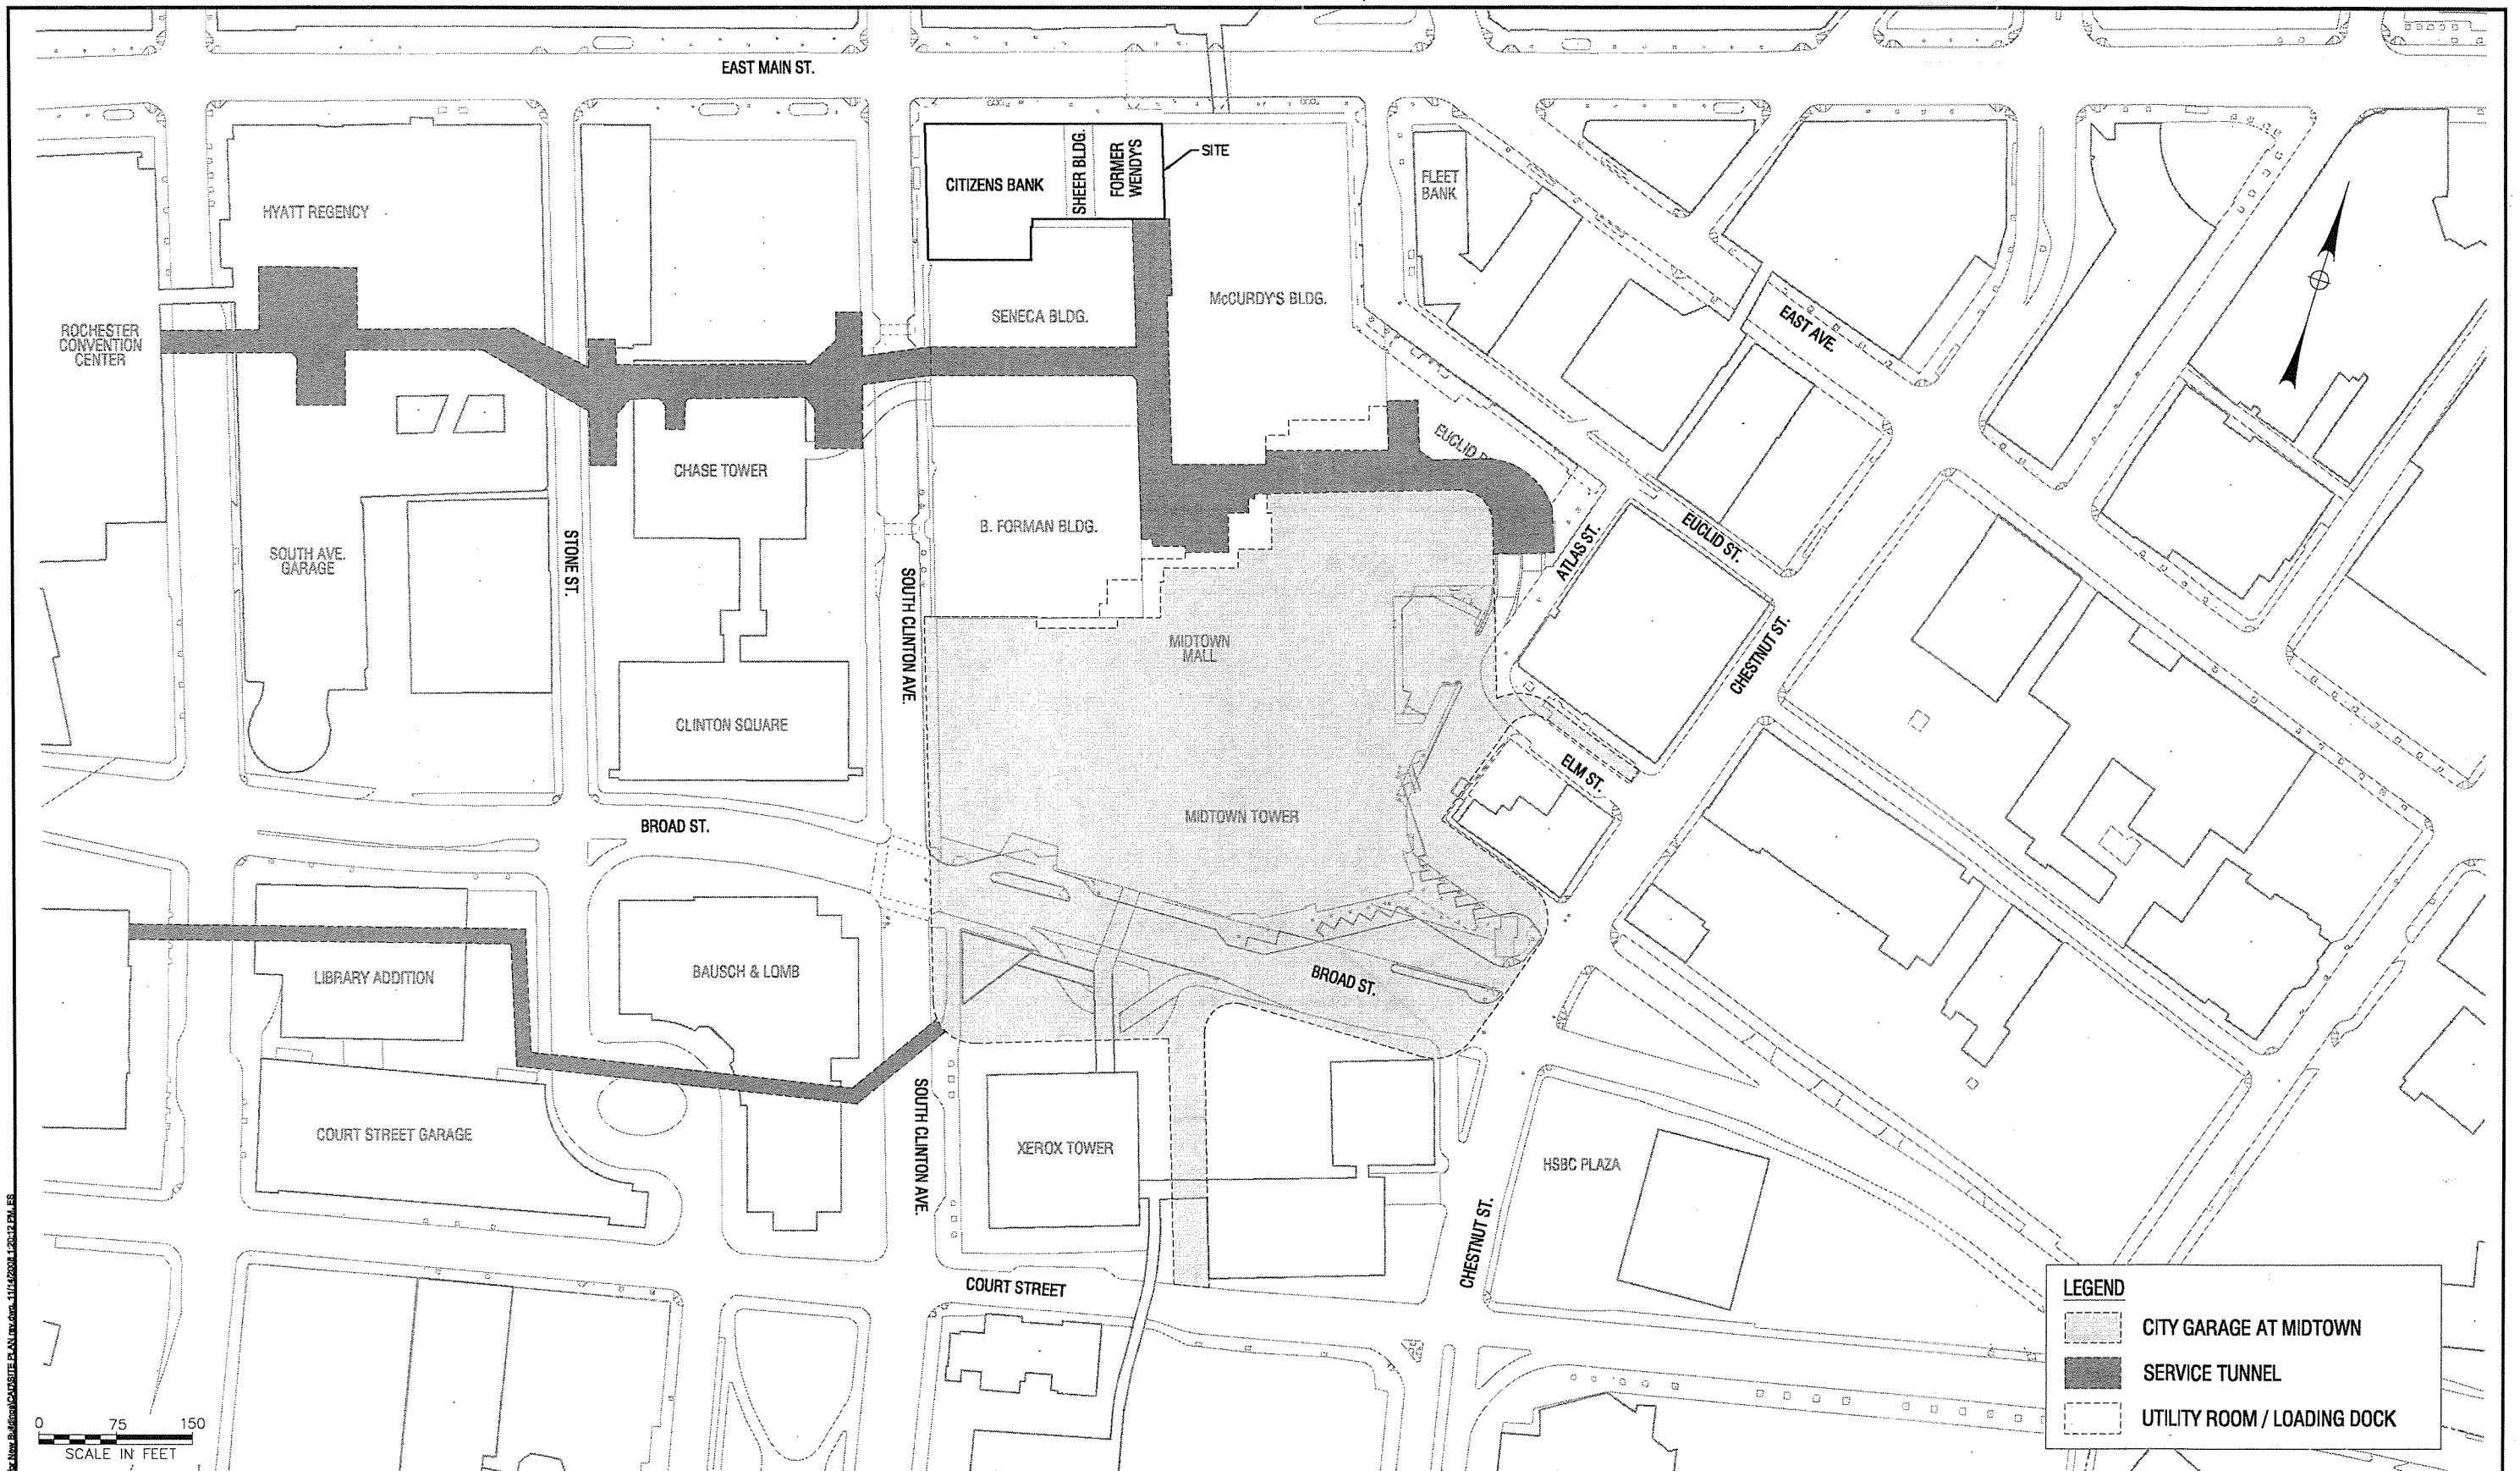 EAST MAIN ST.
CITIZENS BANK
SHEER BLDG.
FORMER
WENDYS
SITE
FLEET
BANK
HYATT REGENCY
McCURDY'S BLDG.
SENECA BLDG.
EAST AVE.
ROCHESTER
CONVENTION
CENTER
EUCLID
CHASE TOWER
B. FORMAN BLDG.
EUCLID ST.
ATLAS ST.
STONE ST.
SOUTH AVE.
GARAGE
SOUTH CLINTON AVE.
MIDTOWN
MALL
CHESTNUT ST.
CLINTON SQUARE
ELM ST.
MIDTOWN TOWER
BROAD ST.
LIBRARY ADDITION
BAUSCH & LOMB
BROAD ST.
COURT STREET GARAGE
SOUTH CLINTON AVE.
XEROX TOWER
HSBC PLAZA
CHESTNUT ST.
COURT STREET
LEGEND
CITY GARAGE AT MIDTOWN
SERVICE TUNNEL
UTILITY ROOM / LOADING DOCK
0 75 150
SCALE IN FEET